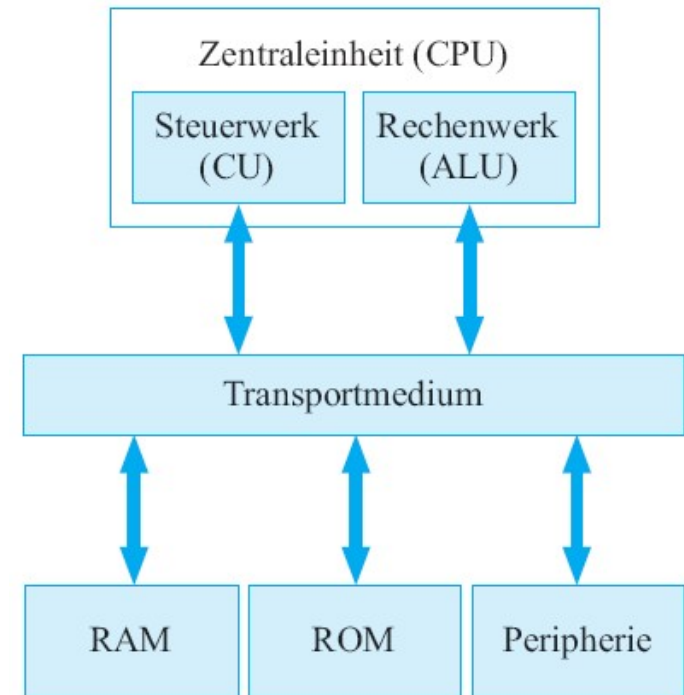 Zentraleinheit (CPU)
Steuerwerk
(CU)
Rechenwerk
(ALU)
Transportmedium
RAM
ROM
Peripherie